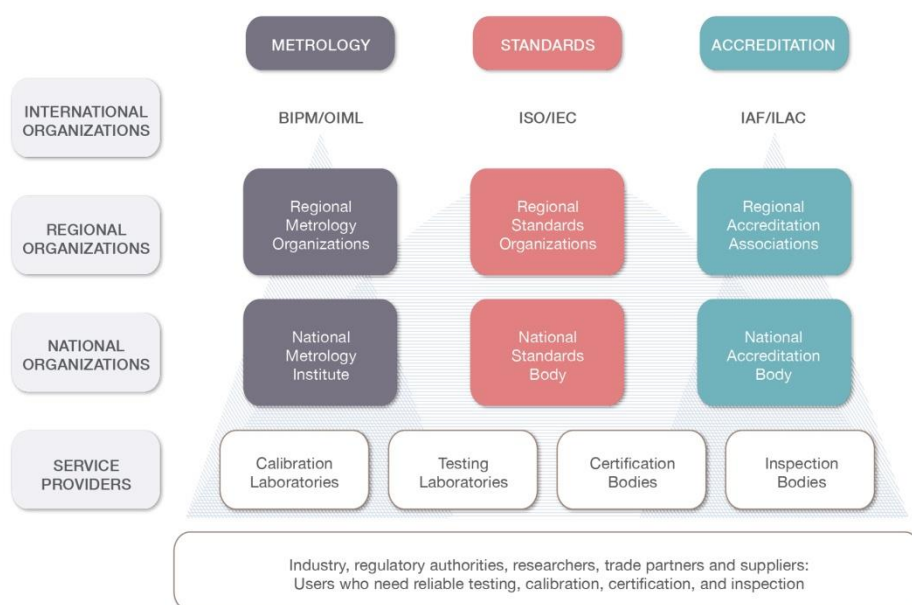 METROLOGY
STANDARDS
ACCREDITATION
INTERNATIONAL
ORGANIZATIONS
BIPM/OIML
ISO/IEC
IAF/ILAC
REGIONAL
ORGANIZATIONS
Regional
Metrology
Organizations
Regional
Standards
Organizations
Regional
Accreditation
Associations
NATIONAL
ORGANIZATIONS
National
Metrology
Institute
National
Standards
Body
National
Accreditation
Body
SERVICE
PROVIDERS
Calibration
Laboratories
Testing
Laboratories
Certification
Bodies
Inspection
Bodies
Industry, regulatory authorities, researchers, trade partners and suppliers:
Users who need reliable testing, calibration, certification, and inspection